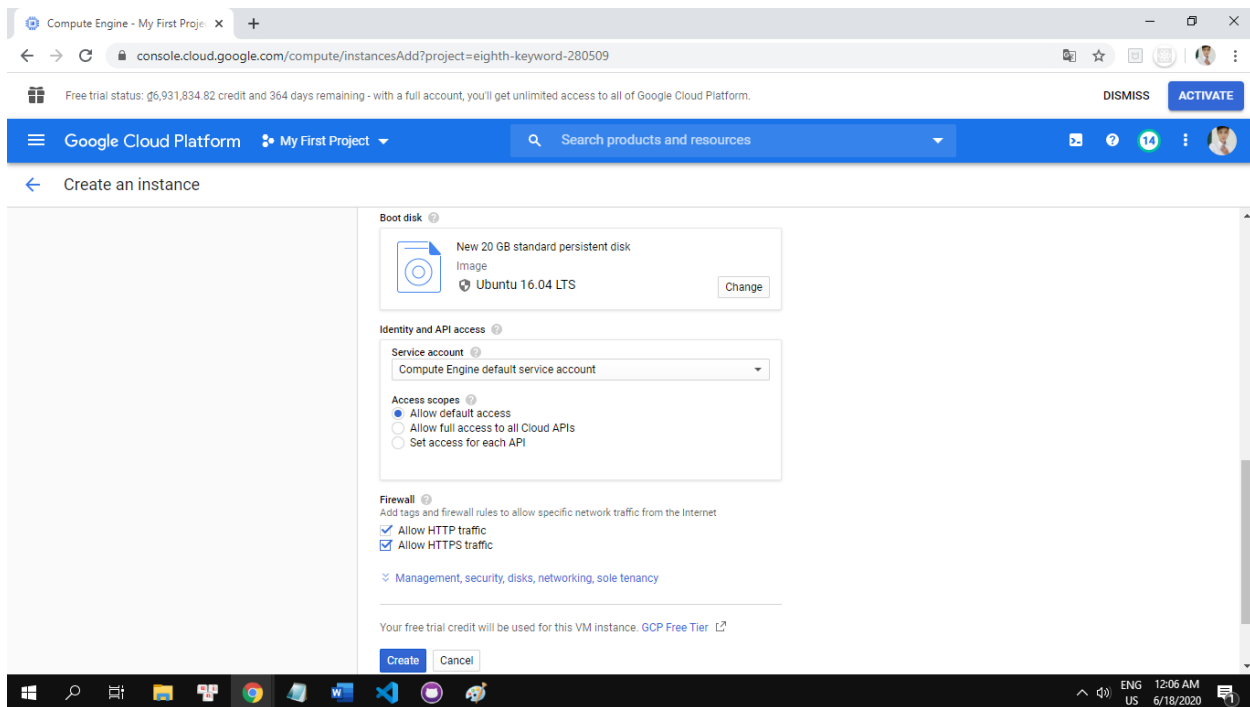 Compute Engine - My First Proje
console.cloud.google.com/compute/instancesAdd?project=eighth-keyword-280509
Free trial status: ₫6,931,834.82 credit and 364 days remaining - with a full account, you'll get unlimited access to all of Google Cloud Platform.
DISMISS
ACTIVATE
Google Cloud Platform
My First Project
Search products and resources
14
Create an instance
Boot disk
New 20 GB standard persistent disk
Image
Ubuntu 16.04 LTS
Change
Identity and API access
Service account
Compute Engine default service account
Access scopes
Allow default access
Allow full access to all Cloud APIs
Set access for each API
Firewall
Add tags and firewall rules to allow specific network traffic from the Internet
Allow HTTP traffic
Allow HTTPS traffic
Management, security, disks, networking, sole tenancy
Your free trial credit will be used for this VM instance. GCP Free Tier
Create
Cancel
ENG
US
12:06 AM
6/18/2020
1